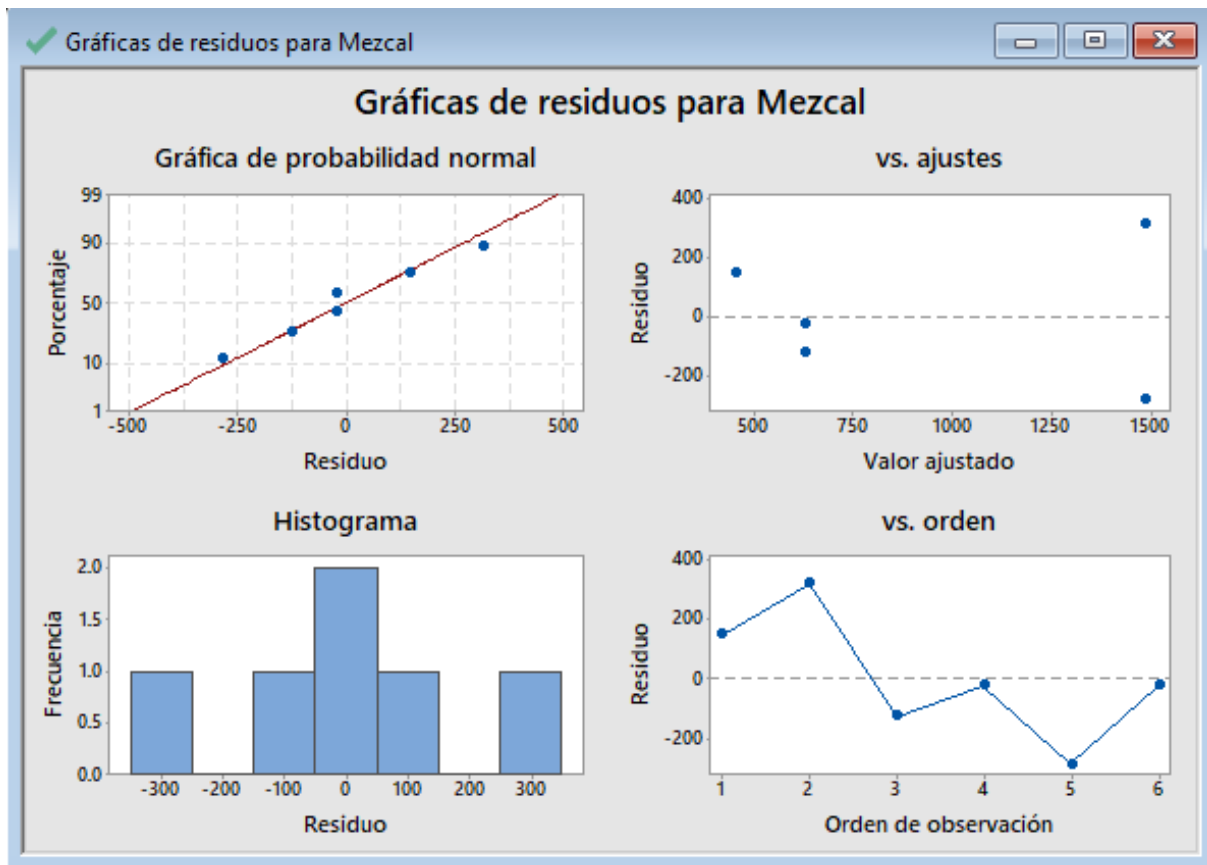 Gráficas de residuos para Mezcal
Gráficas de residuos para Mezcal
Gráfica de probabilidad normal
99
90
50
10
1
Porcentaje
-500 -250 0 250 500
Residuo
vs. ajustes
400
200
0
-200
Residuo
500 750 1000 1250 1500
Valor ajustado
Histograma
2.0
1.5
1.0
0.5
0.0
Frecuencia
-300 -200 -100 0 100 200 300
Residuo
vs. orden
400
200
0
-200
Residuo
1 2 3 4 5 6
Orden de observación